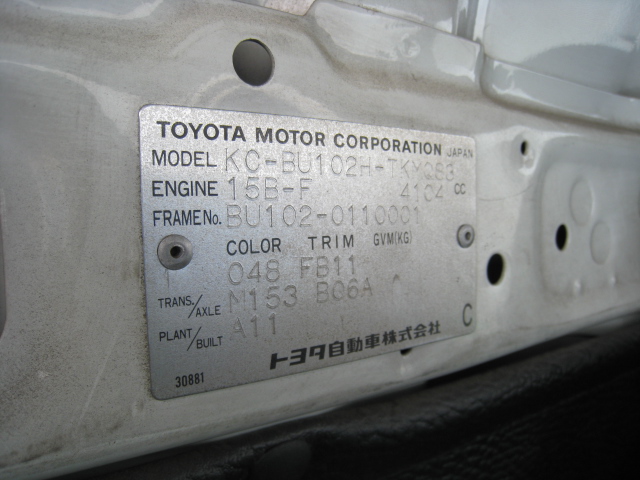 TOYOTA MOTOR CORPORATION JAPAN
MODEL KC-BU102H-TKMQS3
ENGINE 15B-F 4104 CC
FRAME No. BU102-0110001
COLOR TRIM GVM(KG)
048 FB11
TRANS./AXLE M153 B06A
PLANT/BUILT A11
トヨタ自動車株式会社 C
30881